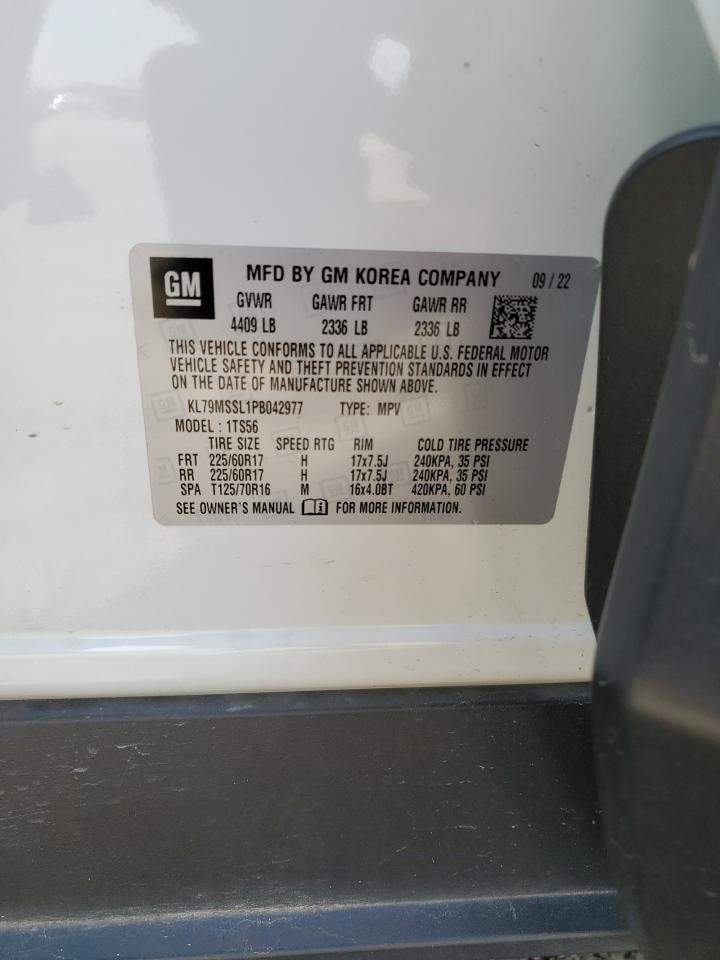 GM MFD BY GM KOREA COMPANY 09 / 22
GVWR GAWR FRT GAWR RR
4409 LB 2336 LB 2336 LB
THIS VEHICLE CONFORMS TO ALL APPLICABLE U.S. FEDERAL MOTOR
VEHICLE SAFETY AND THEFT PREVENTION STANDARDS IN EFFECT
ON THE DATE OF MANUFACTURE SHOWN ABOVE.
KL79MSSL1PB042977 TYPE: MPV
MODEL : 1TS56
TIRE SIZE SPEED RTG RIM COLD TIRE PRESSURE
FRT 225/60R17 H 17x7.5J 240KPA, 35 PSI
RR 225/60R17 H 17x7.5J 240KPA, 35 PSI
SPA T125/70R16 M 16x4.0BT 420KPA, 60 PSI
SEE OWNER'S MANUAL FOR MORE INFORMATION.